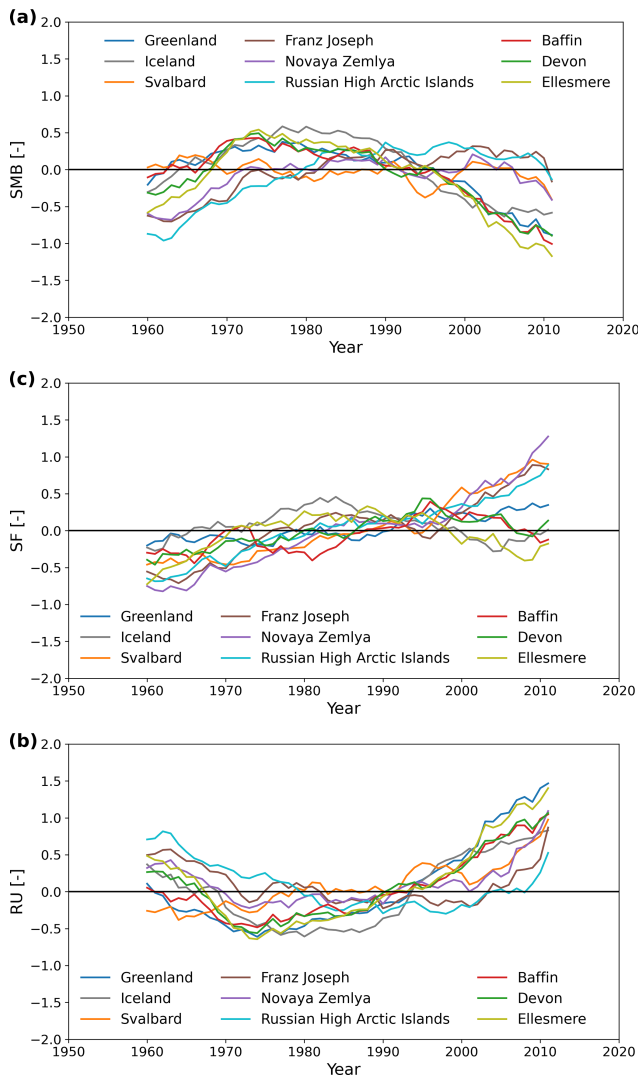 (a)
2.0
1.5
1.0
0.5
0.0
−0.5
−1.0
−1.5
−2.0
SMB [-]
Greenland Franz Joseph Baffin
Iceland Novaya Zemlya Devon
Svalbard Russian High Arctic Islands Ellesmere
1950 1960 1970 1980 1990 2000 2010 2020
Year
(c)
2.0
1.5
1.0
0.5
0.0
−0.5
−1.0
−1.5
−2.0
SF [-]
Greenland Franz Joseph Baffin
Iceland Novaya Zemlya Devon
Svalbard Russian High Arctic Islands Ellesmere
1950 1960 1970 1980 1990 2000 2010 2020
Year
(b)
2.0
1.5
1.0
0.5
0.0
−0.5
−1.0
−1.5
−2.0
RU [-]
Greenland Franz Joseph Baffin
Iceland Novaya Zemlya Devon
Svalbard Russian High Arctic Islands Ellesmere
1950 1960 1970 1980 1990 2000 2010 2020
Year